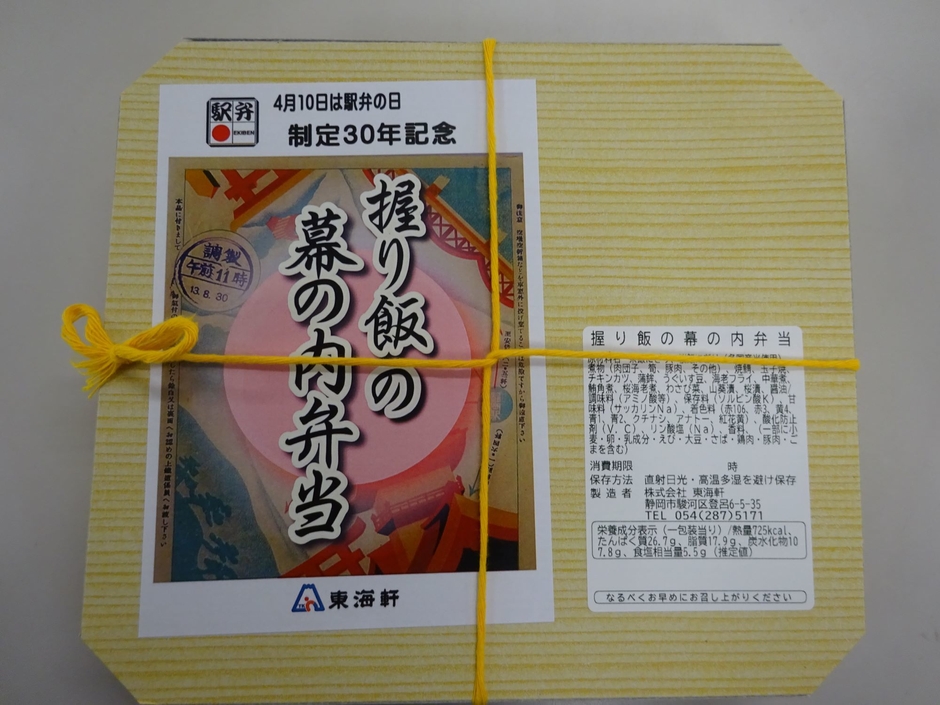 駅弁
EKIBEN
4月10日は駅弁の日
制定30年記念
握り飯の
幕の内弁当
調製
午前11時
13.8.30
東海軒
握り飯の幕の内弁当
煮物(肉団子、筍、豚肉、その他)、焼鯖、玉子焼、
チキンカツ、蒲鉾、うぐいす豆、海老フライ、中華巻、
鮪角煮、桜海老煮、わさび菜、山葵漬、桜漬、醤油/
調味料(アミノ酸等)、保存料(ソルビン酸K)、甘
味料(サッカリンNa)、着色料(赤106、赤3、黄4、
青1、青2、クチナシ、アナトー、紅花黄)、酸化防止
剤(V.C)、リン酸塩(Na)、香料、(一部に小
麦・卵・乳成分・えび・大豆・さば・鶏肉・豚肉・ご
まを含む)
消費期限 時
保存方法 直射日光・高温多湿を避け保存
製造者 株式会社 東海軒
静岡市駿河区登呂6-5-35
TEL 054(287)5171
栄養成分表示(一包装当り)/熱量725kcal、
たんぱく質26.7g、脂質17.9g、炭水化物10
7.8g、食塩相当量5.5g(推定値)
なるべくお早めにお召し上がりください